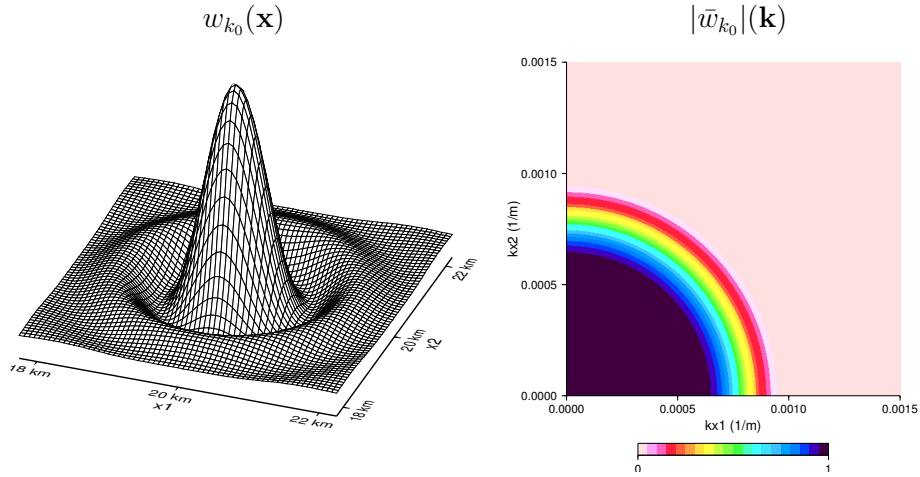 w_{k_0}(𝐱)
|w̄_{k_0}|(𝐤)
18 km
20 km
22 km
x1
18 km
20 km
22 km
x2
0.0015
0.0010
0.0005
0.0000
kx2 (1/m)
0.0000
0.0005
0.0010
0.0015
kx1 (1/m)
0
1